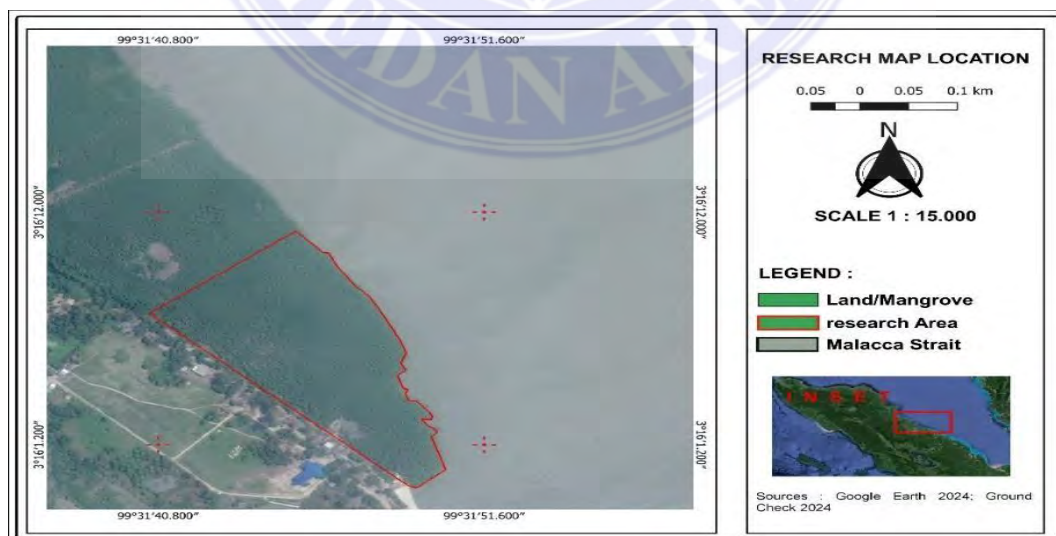 MEDAN AREA
99°31'40.800"
99°31'51.600"
3°16'12.000"
3°16'12.000"
3°16'1.200"
3°16'1.200"
99°31'40.800"
99°31'51.600"
RESEARCH MAP LOCATION
0.05 0 0.05 0.1 km
N
SCALE 1 : 15.000
LEGEND :
Land/Mangrove
research Area
Malacca Strait
INSET
Sources : Google Earth 2024; Ground
Check 2024